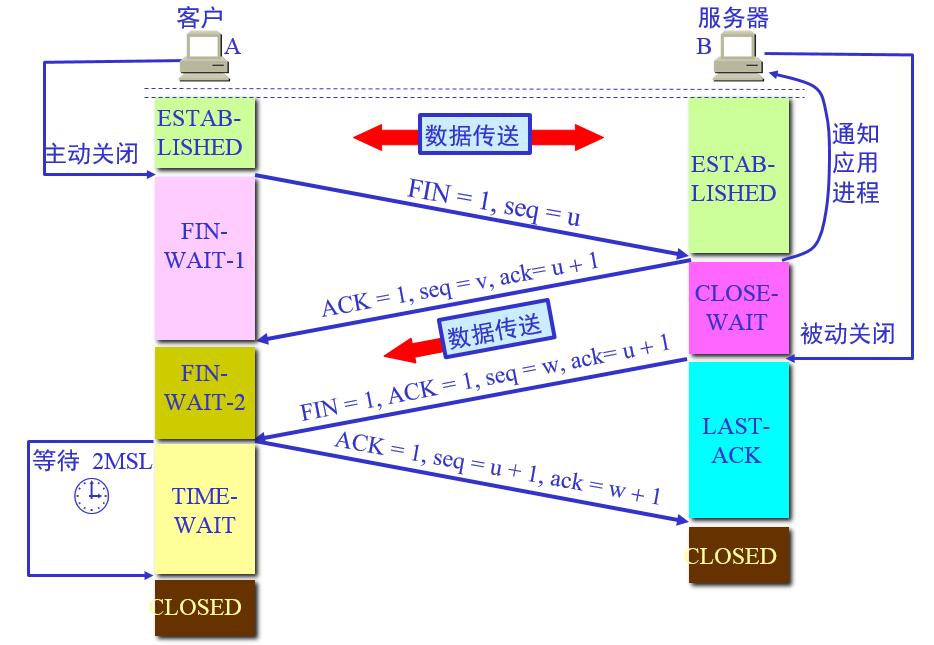 客户
A
服务器
B
ESTAB-
LISHED
数据传送
主动关闭
ESTAB-
LISHED
通知
应用
进程
FIN = 1, seq = u
FIN-
WAIT-1
ACK = 1, seq = v, ack= u + 1
CLOSE-
WAIT
数据传送
被动关闭
FIN-
WAIT-2
FIN = 1, ACK = 1, seq = w, ack= u + 1
LAST-
ACK
等待 2MSL
ACK = 1, seq = u + 1, ack = w + 1
TIME-
WAIT
CLOSED
CLOSED